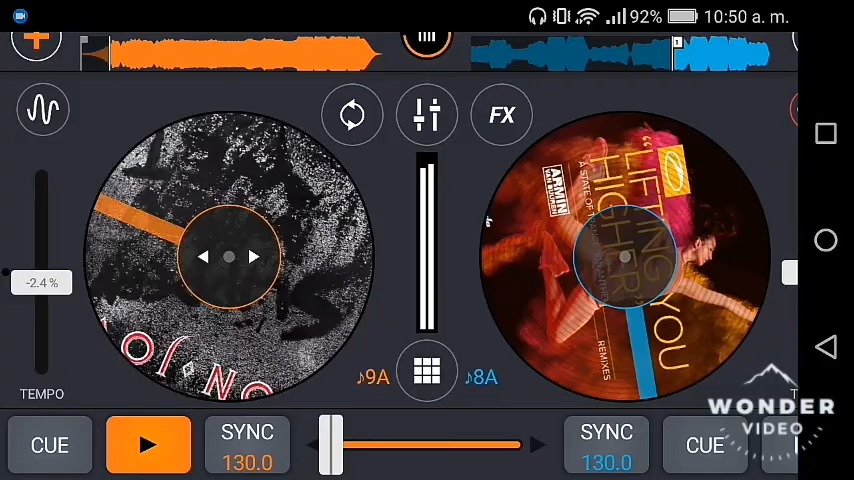 92% 10:50 a. m.
1
FX
-2.4%
TEMPO
"LIFTING YOU
HIGHER"
ARMIN
VAN BUUREN
REMIXES
♪9A
♪8A
CUE
SYNC
130.0
SYNC
130.0
CUE
WONDER
VIDEO